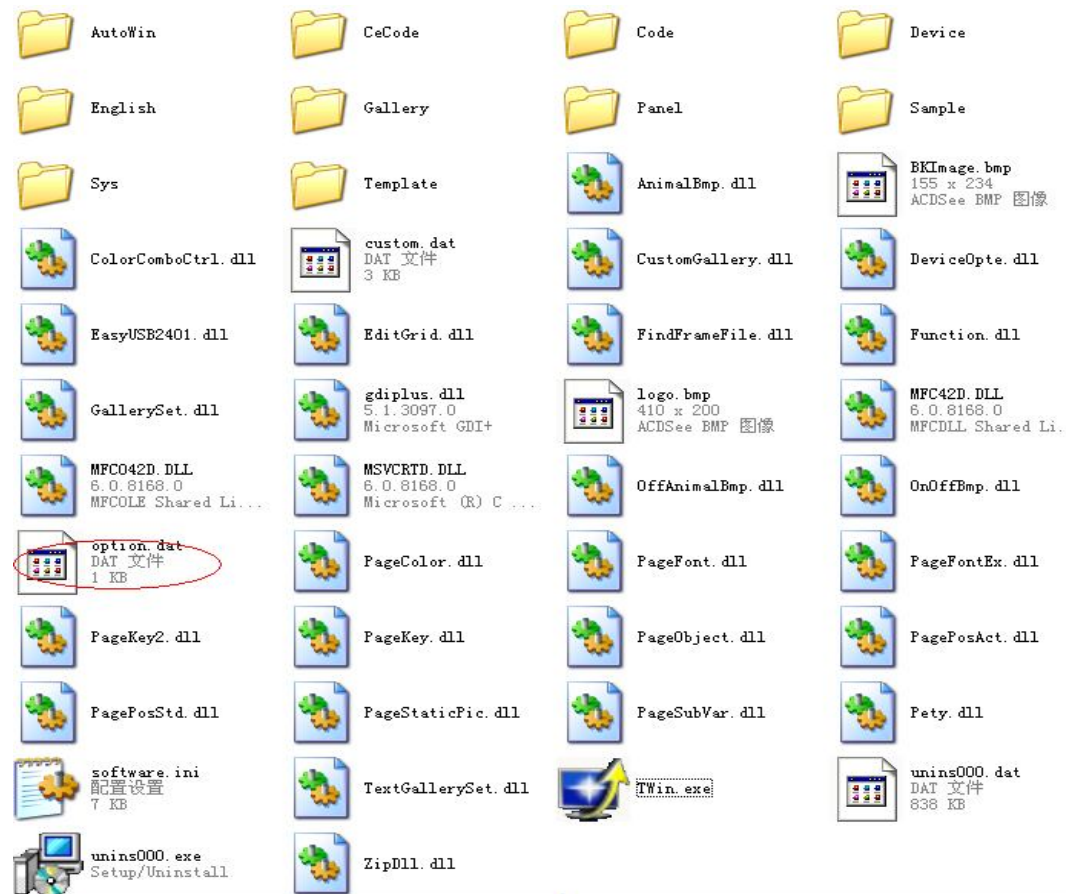 AutoWin
CeCode
Code
Device
English
Gallery
Panel
Sample
Sys
Template
AnimalBmp.dll
BKImage.bmp
155 x 234
ACDSee BMP 图像
ColorComboCtrl.dll
custom.dat
DAT 文件
3 KB
CustomGallery.dll
DeviceOpte.dll
EasyUSB2401.dll
EditGrid.dll
FindFrameFile.dll
Function.dll
GallerySet.dll
gdiplus.dll
5.1.3097.0
Microsoft GDI+
logo.bmp
410 x 200
ACDSee BMP 图像
MFC42D.DLL
6.0.8168.0
MFCDLL Shared Li.
MFCO42D.DLL
6.0.8168.0
MFCOLE Shared Li...
MSVCRTD.DLL
6.0.8168.0
Microsoft (R) C ...
OffAnimalBmp.dll
OnOffBmp.dll
option.dat
DAT 文件
1 KB
PageColor.dll
PageFont.dll
PageFontEx.dll
PageKey2.dll
PageKey.dll
PageObject.dll
PagePosAct.dll
PagePosStd.dll
PageStaticPic.dll
PageSubVar.dll
Pety.dll
software.ini
配置设置
7 KB
TextGallerySet.dll
TWin.exe
unins000.dat
DAT 文件
838 KB
unins000.exe
Setup/Uninstall
ZipDll.dll